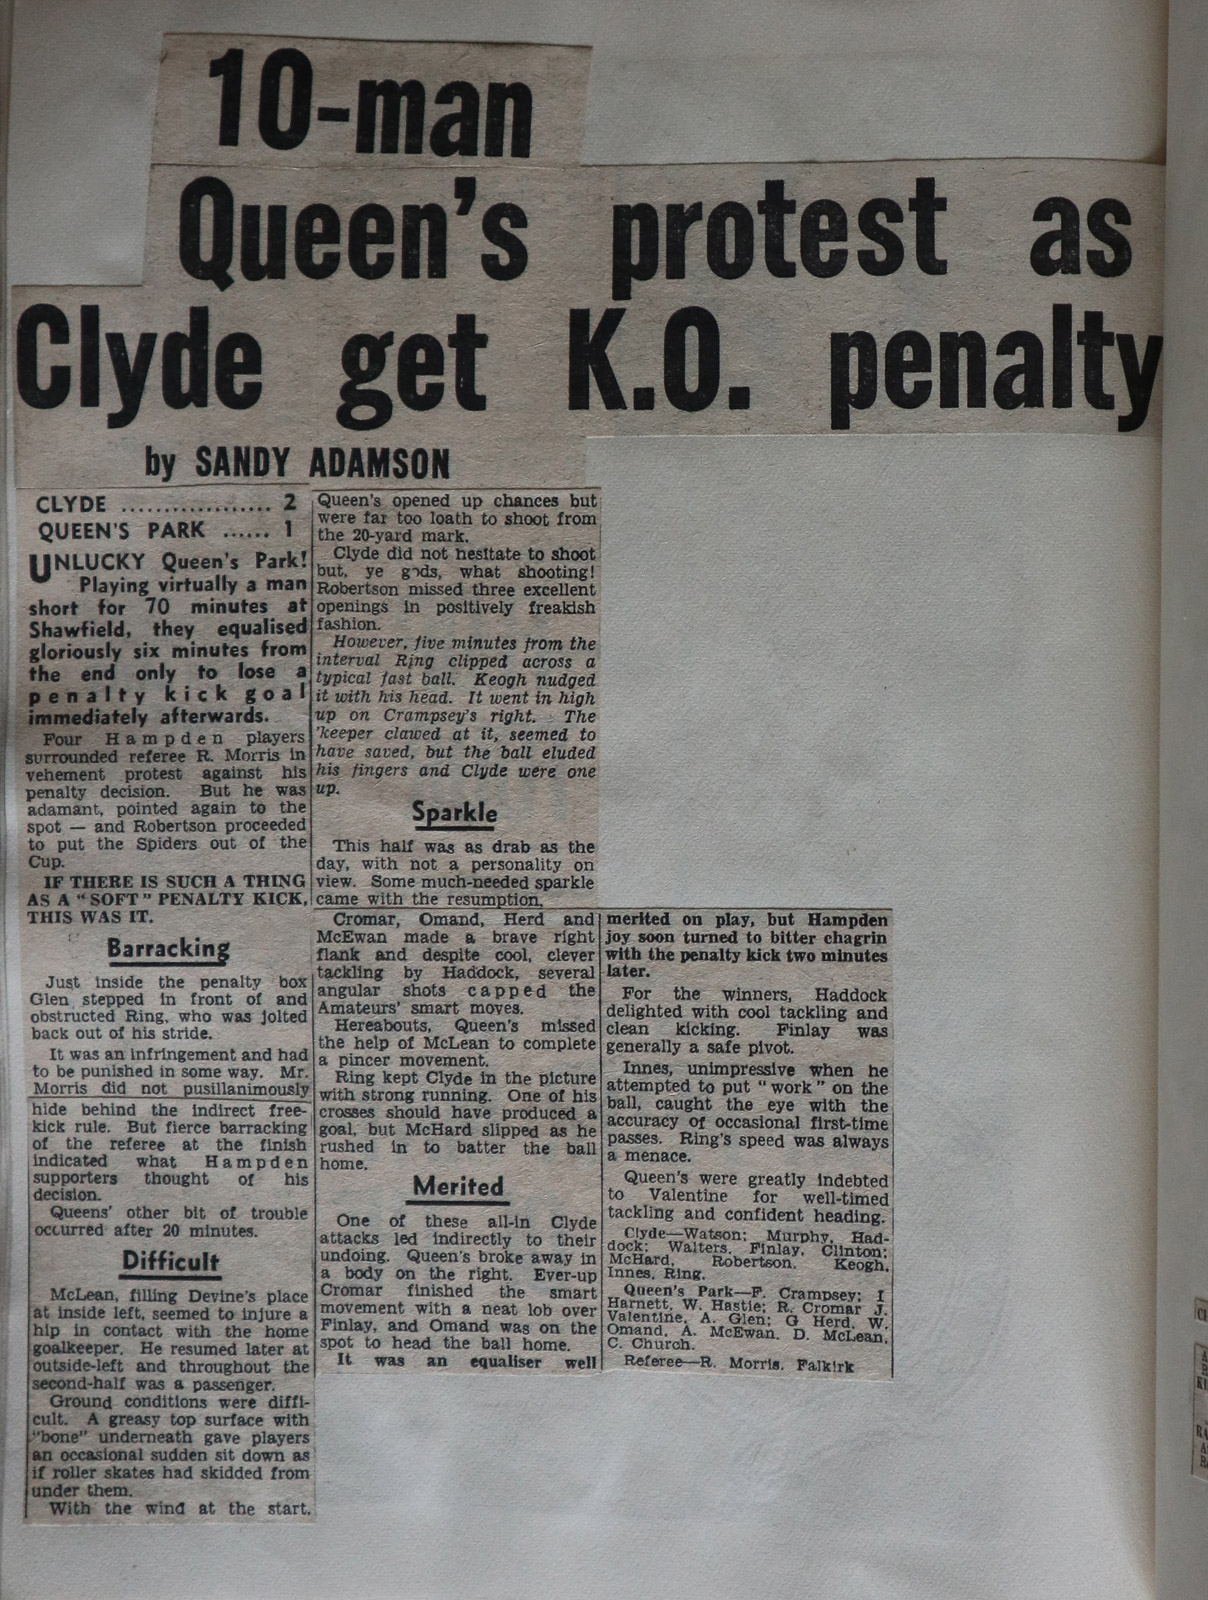 10-man
Queen's protest as
Clyde get K.O. penalty
by SANDY ADAMSON
CLYDE .................. 2
QUEEN'S PARK ...... 1
UNLUCKY Queen's Park!
Playing virtually a man
short for 70 minutes at
Shawfield, they equalised
gloriously six minutes from
the end only to lose a
penalty kick goal
immediately afterwards.
Four Hampden players
surrounded referee R. Morris in
vehement protest against his
penalty decision. But he was
adamant, pointed again to the
spot — and Robertson proceeded
to put the Spiders out of the
Cup.
IF THERE IS SUCH A THING
AS A "SOFT" PENALTY KICK,
THIS WAS IT.
Barracking
Just inside the penalty box
Glen stepped in front of and
obstructed Ring, who was jolted
back out of his stride.
It was an infringement and had
to be punished in some way. Mr.
Morris did not pusillanimously
hide behind the indirect free-
kick rule. But fierce barracking
of the referee at the finish
indicated what Hampden
supporters thought of his
decision.
Queens' other bit of trouble
occurred after 20 minutes.
Difficult
McLean, filling Devine's place
at inside left, seemed to injure a
hip in contact with the home
goalkeeper. He resumed later at
outside-left and throughout the
second-half was a passenger.
Ground conditions were diffi-
cult. A greasy top surface with
"bone" underneath gave players
an occasional sudden sit down as
if roller skates had skidded from
under them.
With the wind at the start,
Queen's opened up chances but
were far too loath to shoot from
the 20-yard mark.
Clyde did not hesitate to shoot
but, ye gods, what shooting!
Robertson missed three excellent
openings in positively freakish
fashion.
However, five minutes from the
interval Ring clipped across a
typical fast ball. Keogh nudged
it with his head. It went in high
up on Crampsey's right. The
'keeper clawed at it, seemed to
have saved, but the ball eluded
his fingers and Clyde were one
up.
Sparkle
This half was as drab as the
day, with not a personality on
view. Some much-needed sparkle
came with the resumption.
Cromar, Omand, Herd and
McEwan made a brave right
flank and despite cool, clever
tackling by Haddock, several
angular shots capped the
Amateurs' smart moves.
Hereabouts, Queen's missed
the help of McLean to complete
a pincer movement.
Ring kept Clyde in the picture
with strong running. One of his
crosses should have produced a
goal, but McHard slipped as he
rushed in to batter the ball
home.
Merited
One of these all-in Clyde
attacks led indirectly to their
undoing. Queen's broke away in
a body on the right. Ever-up
Cromar finished the smart
movement with a neat lob over
Finlay, and Omand was on the
spot to head the ball home.
It was an equaliser well
merited on play, but Hampden
joy soon turned to bitter chagrin
with the penalty kick two minutes
later.
For the winners, Haddock
delighted with cool tackling and
clean kicking. Finlay was
generally a safe pivot.
Innes, unimpressive when he
attempted to put "work" on the
ball, caught the eye with the
accuracy of occasional first-time
passes. Ring's speed was always
a menace.
Queen's were greatly indebted
to Valentine for well-timed
tackling and confident heading.
Clyde—Watson; Murphy, Had-
dock; Walters, Finlay, Clinton;
McHard, Robertson, Keogh,
Innes, Ring.
Queen's Park—F. Crampsey; I
Harnett, W. Hastie; R. Cromar J.
Valentine, A. Glen; G Herd, W.
Omand, A. McEwan, D. McLean,
C. Church.
Referee—R. Morris, Falkirk